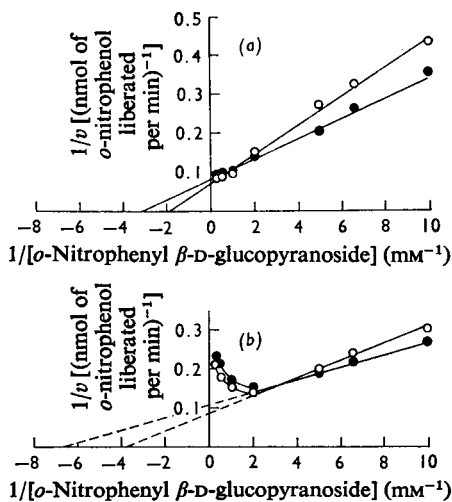 1/v [(nmol of
o-nitrophenol
liberated
per min)⁻¹]
(a)
0.5
0.4
0.3
0.2
0.1
−8 −6 −4 −2 0 2 4 6 8 10
1/[o-Nitrophenyl β-D-glucopyranoside] (mM⁻¹)
1/v [(nmol of
o-nitrophenol
liberated
per min)⁻¹]
(b)
0.3
0.2
0.1
−8 −6 −4 −2 0 2 4 6 8 10
1/[o-Nitrophenyl β-D-glucopyranoside] (mM⁻¹)